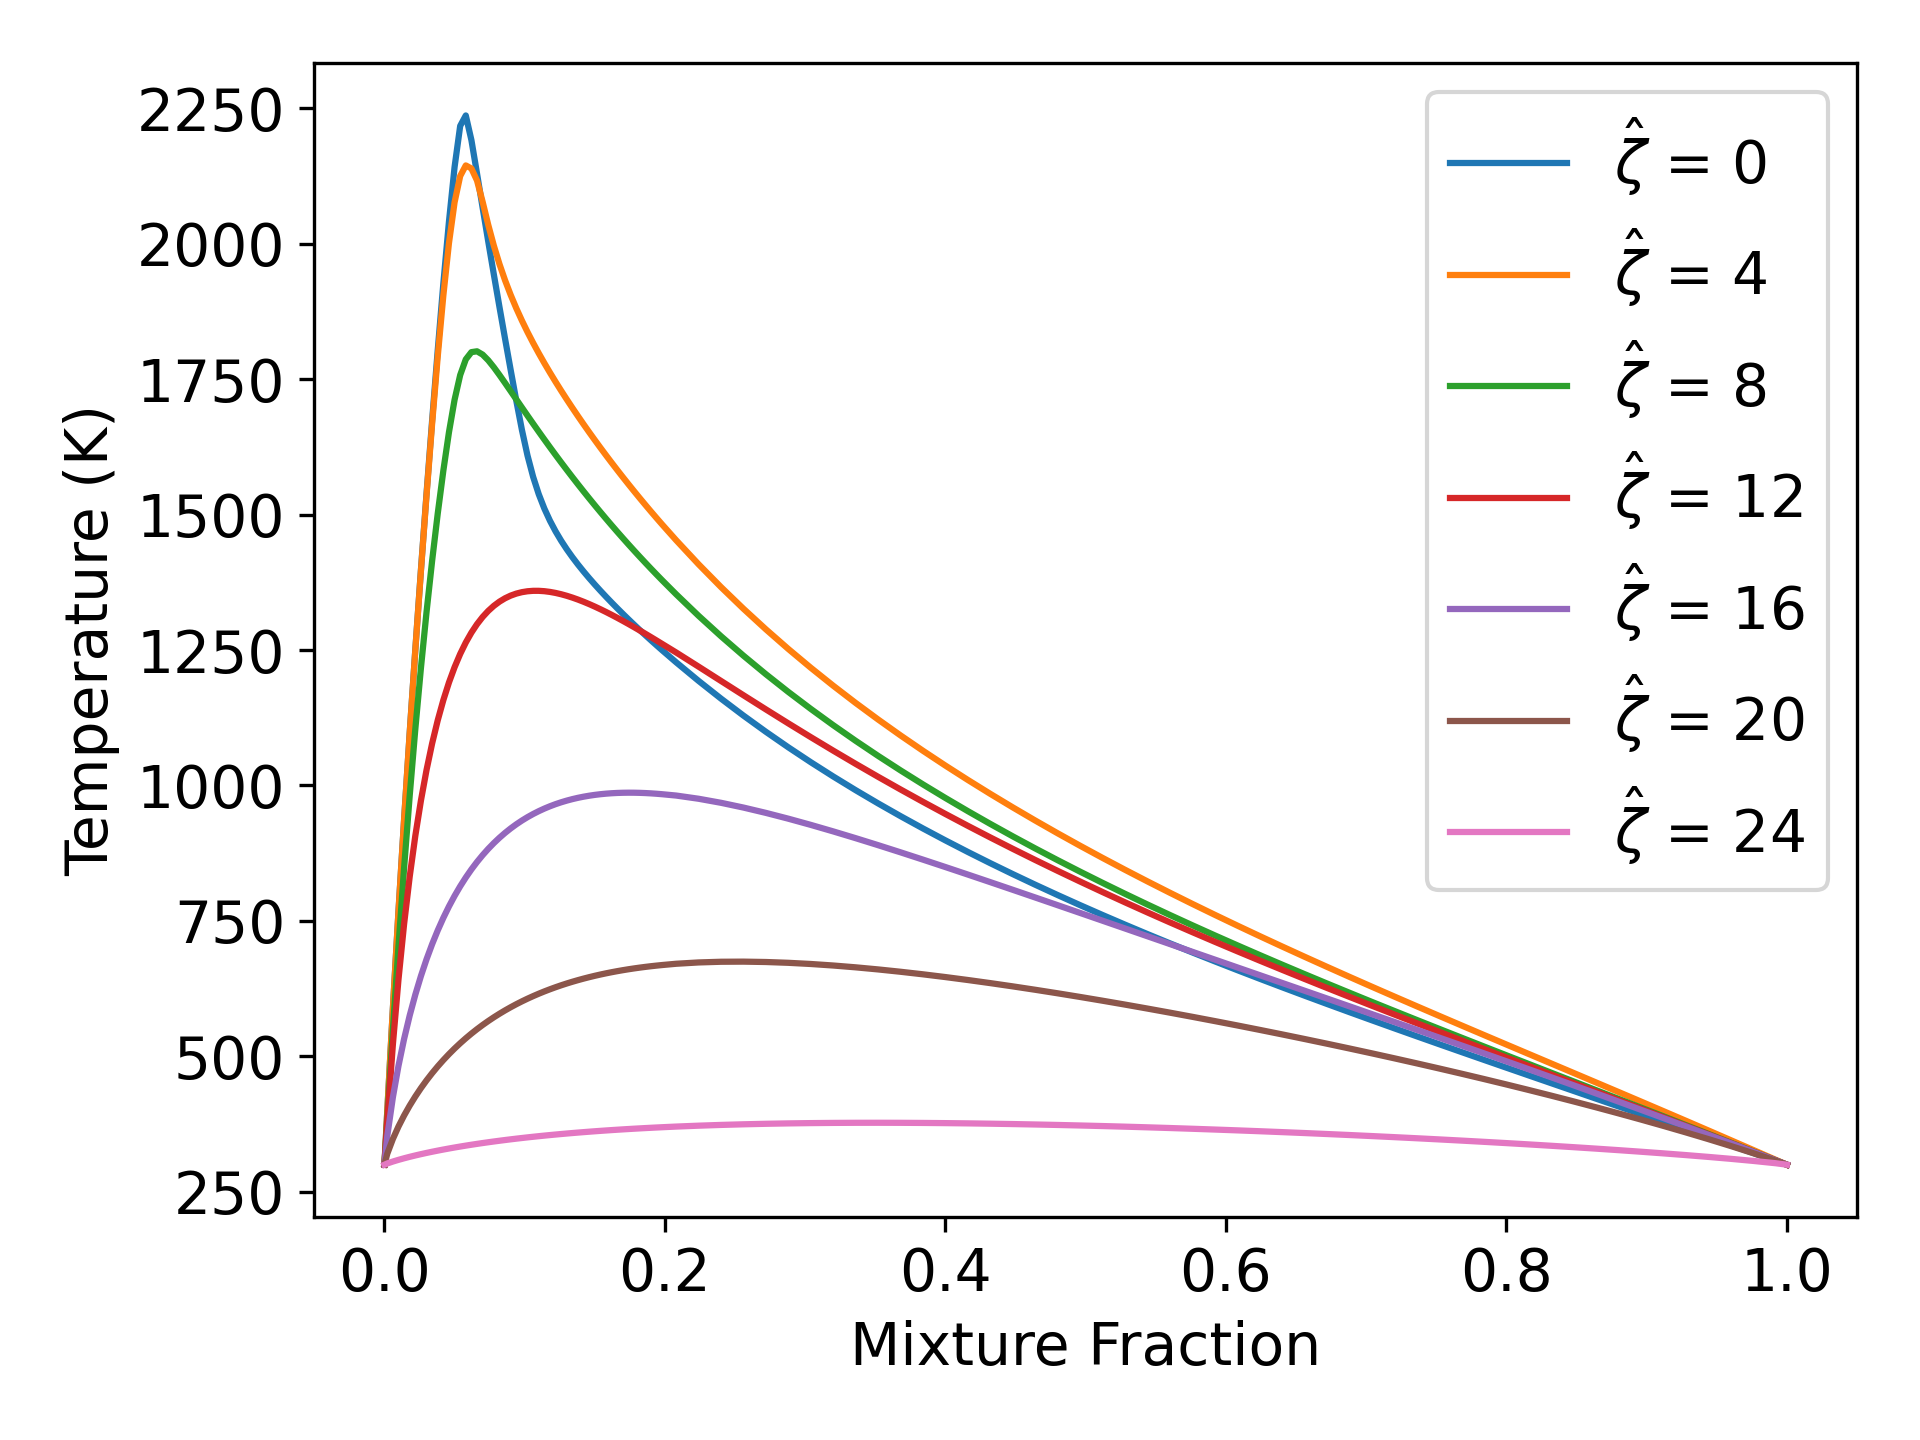 2250
2000
1750
1500
1250
1000
750
500
250
Temperature (K)
0.0 0.2 0.4 0.6 0.8 1.0
Mixture Fraction
ζ̂ = 0
ζ̂ = 4
ζ̂ = 8
ζ̂ = 12
ζ̂ = 16
ζ̂ = 20
ζ̂ = 24